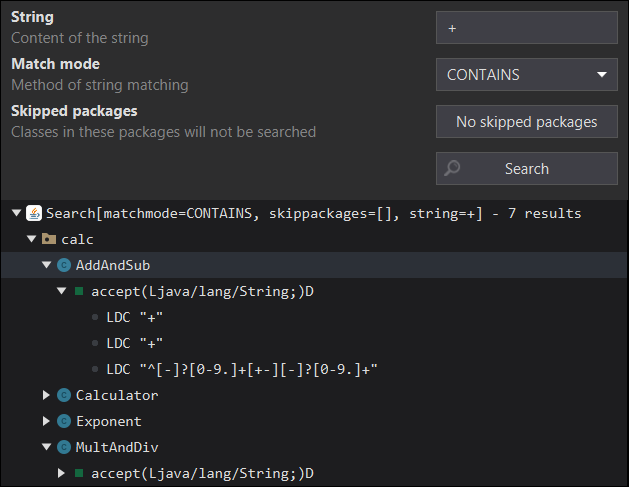 String
Content of the string
+
Match mode
Method of string matching
CONTAINS
Skipped packages
Classes in these packages will not be searched
No skipped packages
Search
Search[matchmode=CONTAINS, skippackages=[], string=+] - 7 results
calc
C AddAndSub
accept(Ljava/lang/String;)D
LDC "+"
LDC "+"
LDC "^[-]?[0-9.]+[+-][-]?[0-9.]+"
C Calculator
C Exponent
C MultAndDiv
accept(Ljava/lang/String;)D